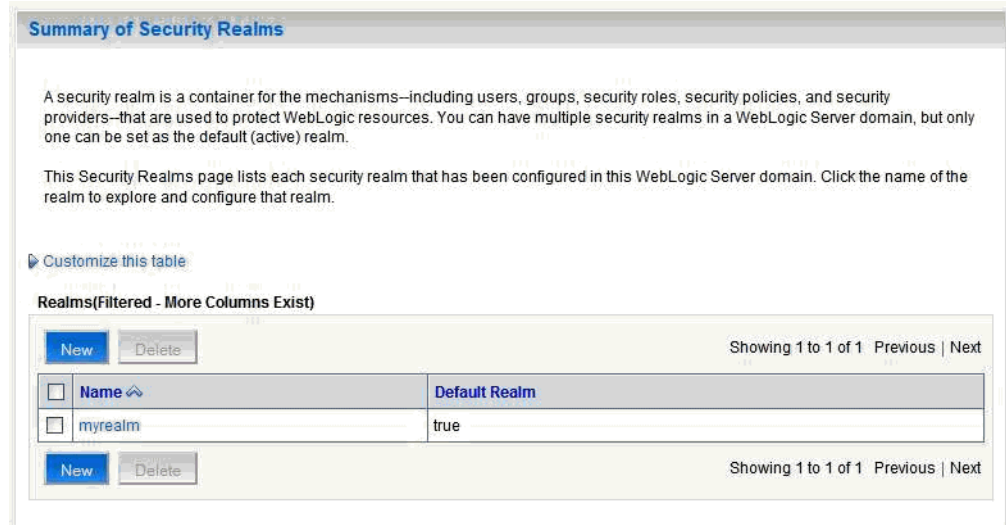 Summary of Security Realms
A security realm is a container for the mechanisms--including users, groups, security roles, security policies, and security
providers--that are used to protect WebLogic resources. You can have multiple security realms in a WebLogic Server domain, but only
one can be set as the default (active) realm.
This Security Realms page lists each security realm that has been configured in this WebLogic Server domain. Click the name of the
realm to explore and configure that realm.
Customize this table
Realms(Filtered - More Columns Exist)
New Delete Showing 1 to 1 of 1 Previous | Next
Name Default Realm
myrealm true
New Delete Showing 1 to 1 of 1 Previous | Next